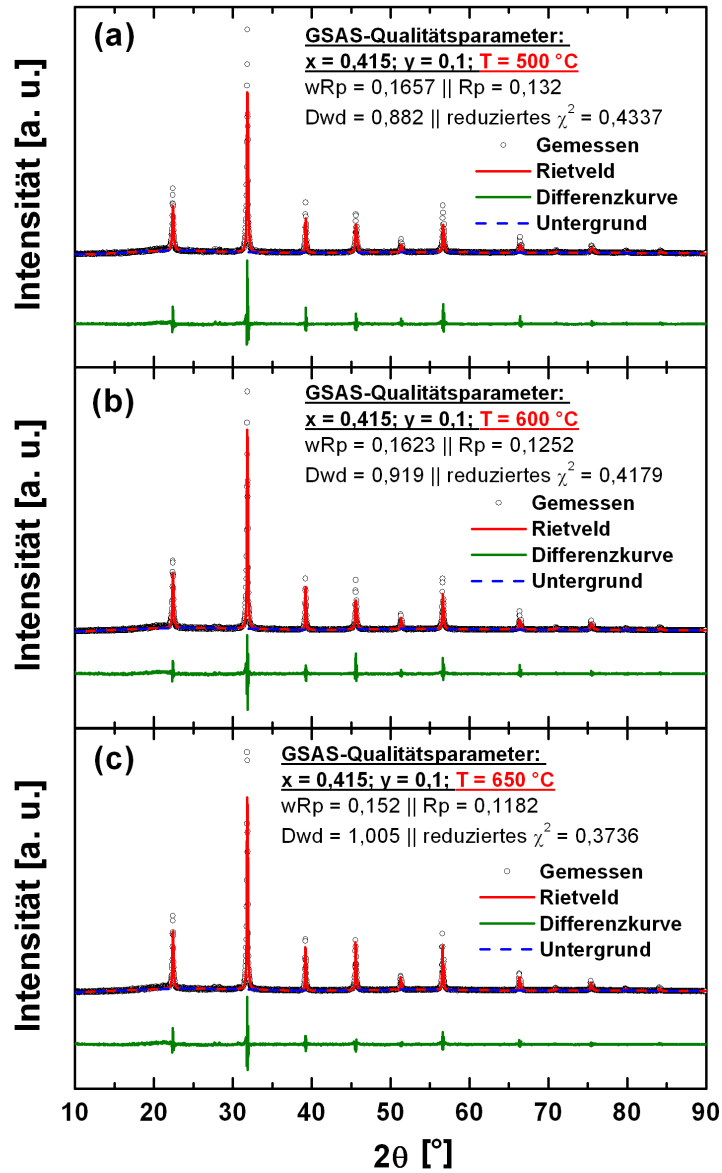 (a)
GSAS-Qualitätsparameter:
x = 0,415; y = 0,1; T = 500 °C
wRp = 0,1657 || Rp = 0,132
Dwd = 0,882 || reduziertes χ² = 0,4337
Gemessen
Rietveld
Differenzkurve
Untergrund
Intensität [a. u.]
(b)
GSAS-Qualitätsparameter:
x = 0,415; y = 0,1; T = 600 °C
wRp = 0,1623 || Rp = 0,1252
Dwd = 0,919 || reduziertes χ² = 0,4179
Gemessen
Rietveld
Differenzkurve
Untergrund
Intensität [a. u.]
(c)
GSAS-Qualitätsparameter:
x = 0,415; y = 0,1; T = 650 °C
wRp = 0,152 || Rp = 0,1182
Dwd = 1,005 || reduziertes χ² = 0,3736
Gemessen
Rietveld
Differenzkurve
Untergrund
Intensität [a. u.]
10 20 30 40 50 60 70 80 90
2θ [°]